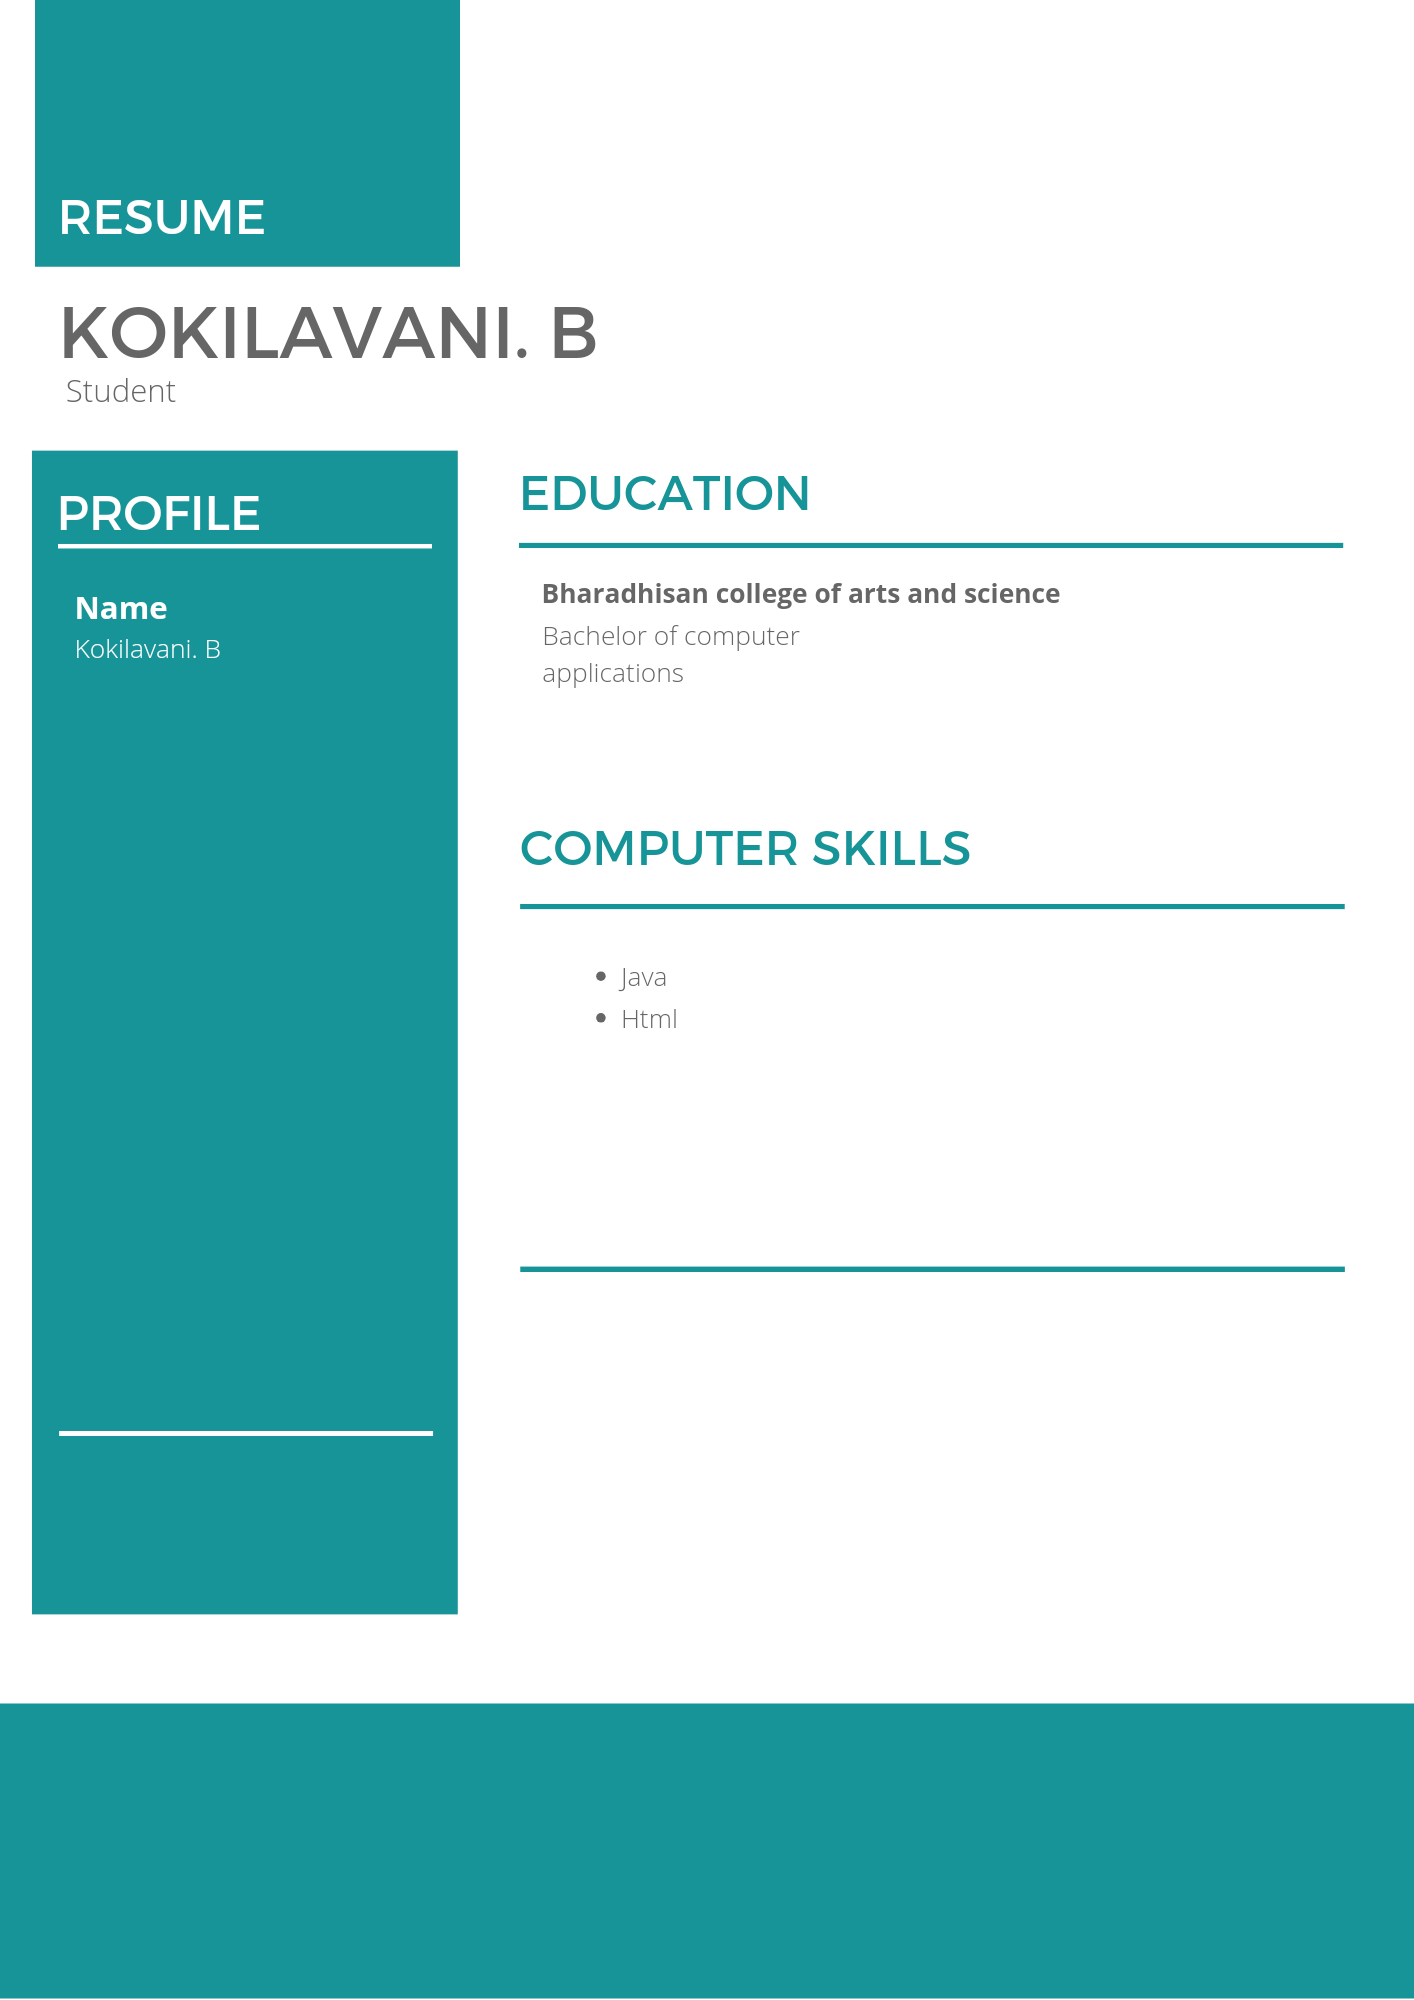 RESUME
KOKILAVANI. B
Student
PROFILE
Name
Kokilavani. B
EDUCATION
Bharadhisan college of arts and science
Bachelor of computer
applications
COMPUTER SKILLS
• Java
• Html